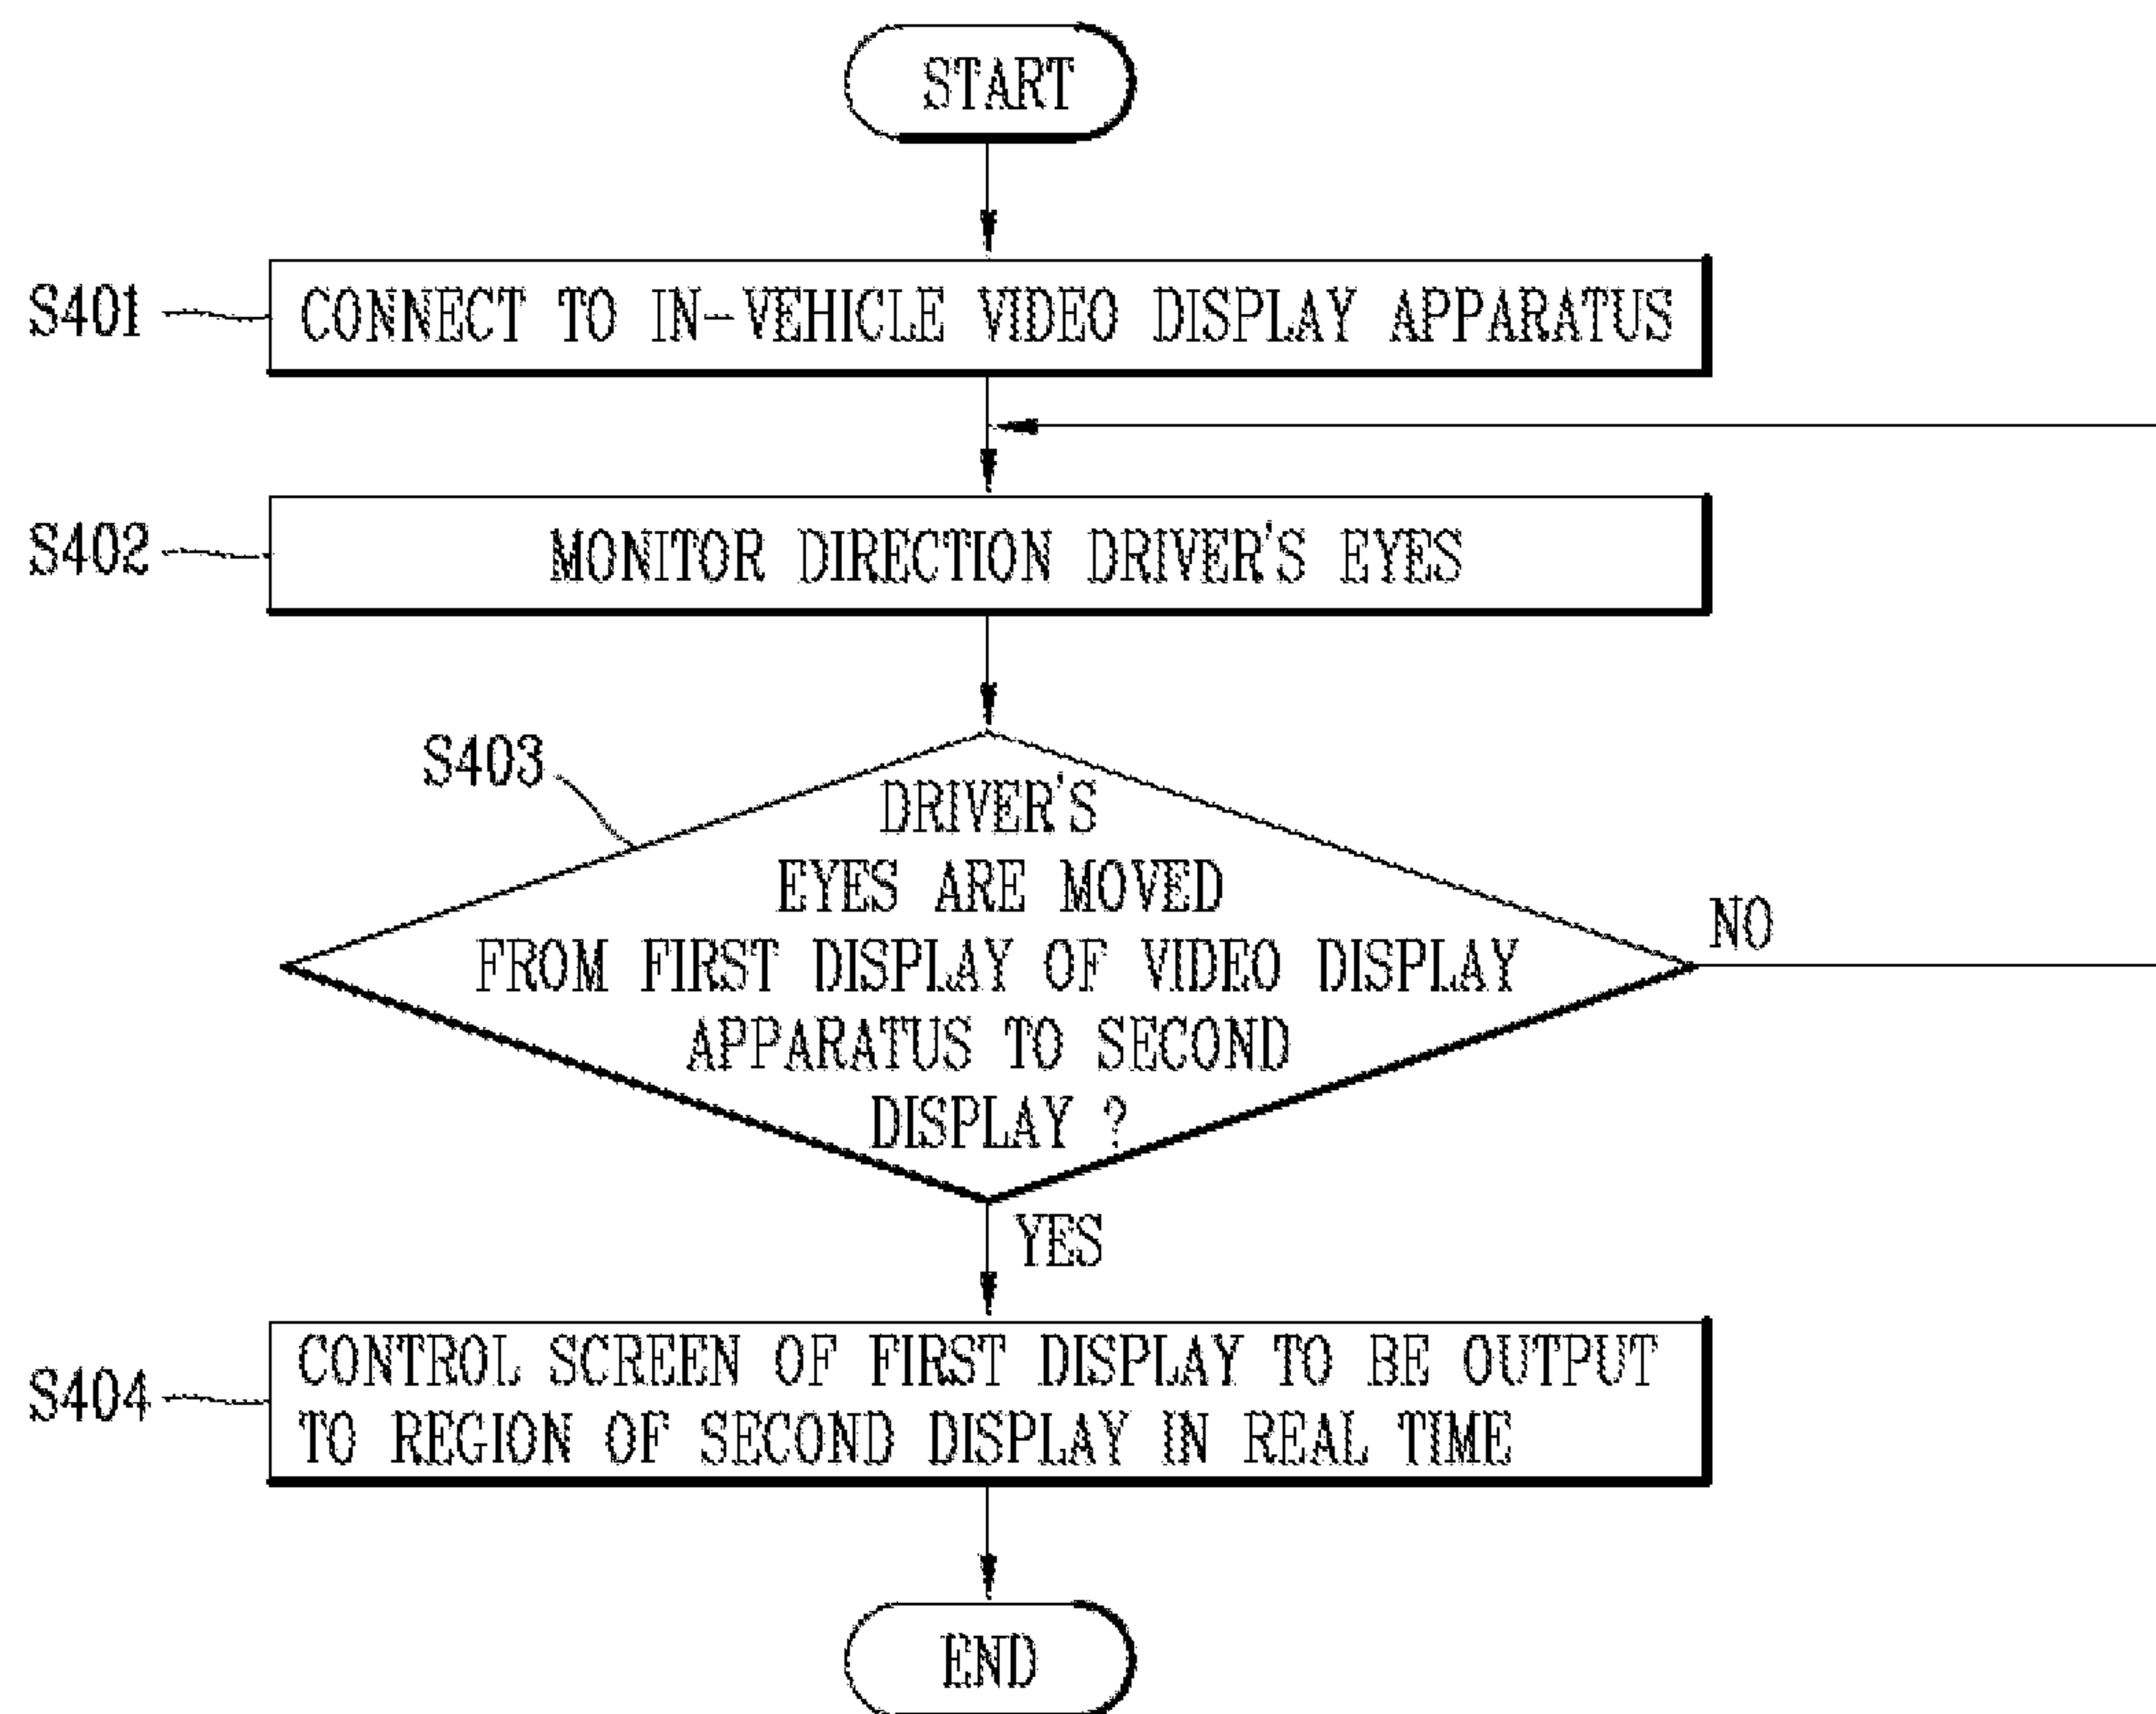 START
S401
CONNECT TO IN-VEHICLE VIDEO DISPLAY APPARATUS
S402
MONITOR DIRECTION DRIVER'S EYES
S403
DRIVER'S
EYES ARE MOVED
FROM FIRST DISPLAY OF VIDEO DISPLAY
APPARATUS TO SECOND
DISPLAY ?
NO
YES
S404
CONTROL SCREEN OF FIRST DISPLAY TO BE OUTPUT
TO REGION OF SECOND DISPLAY IN REAL TIME
END